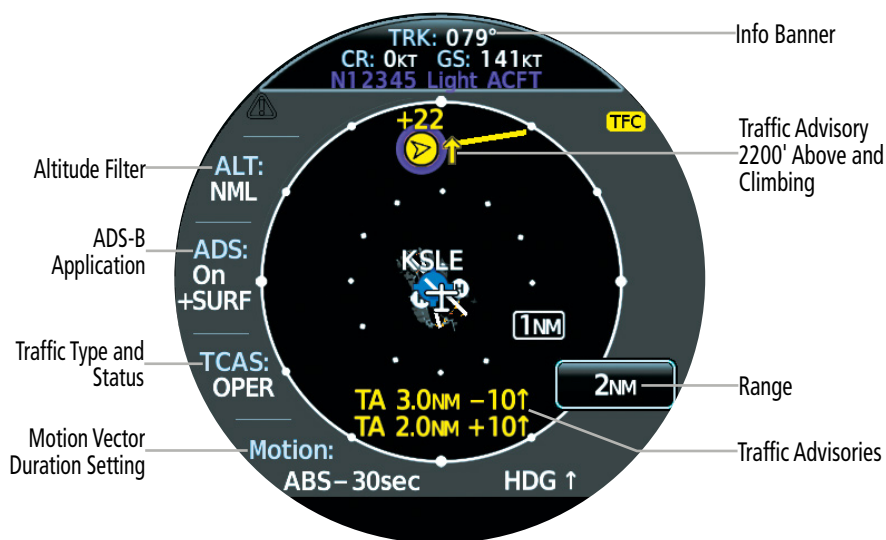 TRK: 079°
CR: 0KT GS: 141KT
N12345 Light ACFT
Info Banner
+22
TFC
Traffic Advisory
2200' Above and
Climbing
Altitude Filter
ALT:
NML
ADS-B
Application
ADS:
On
+SURF
KSLE
H
1NM
Traffic Type and
Status
TCAS:
OPER
2NM
Range
TA 3.0NM −10↑
TA 2.0NM +10↑
Traffic Advisories
Motion Vector
Duration Setting
Motion:
ABS–30sec
HDG ↑